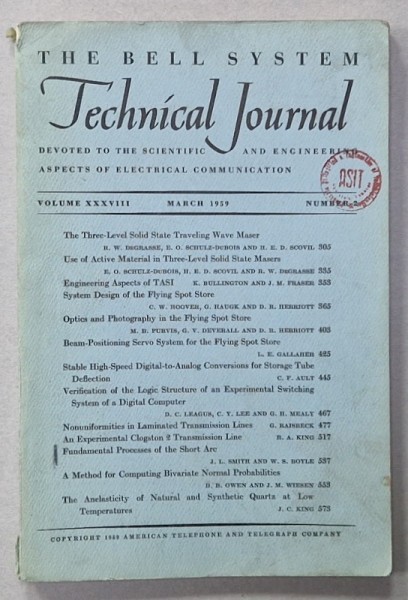 THE BELL SYSTEM
Technical Journal
DEVOTED TO THE SCIENTIFIC AND ENGINEERING
ASPECTS OF ELECTRICAL COMMUNICATION
VOLUME XXXVIII MARCH 1959 NUMBER 2
The Three-Level Solid State Traveling Wave Maser
R. W. DEGRASSE, E. O. SCHULZ-DUBOIS AND H. E. D. SCOVIL 305
Use of Active Material in Three-Level Solid State Masers
E. O. SCHULZ-DUBOIS, H. E. D. SCOVIL AND R. W. DEGRASSE 335
Engineering Aspects of TASI K. BULLINGTON AND J. M. FRASER 353
System Design of the Flying Spot Store
C. W. HOOVER, G. HAUGK AND D. R. HERRIOTT 365
Optics and Photography in the Flying Spot Store
M. B. PURVIS, G. V. DEVERALL AND D. R. HERRIOTT 403
Beam-Positioning Servo System for the Flying Spot Store
L. E. GALLAHER 425
Stable High-Speed Digital-to-Analog Conversions for Storage Tube
Deflection C. F. AULT 445
Verification of the Logic Structure of an Experimental Switching
System of a Digital Computer
D. C. LEAGUS, C. Y. LEE AND G. H. MEALY 467
Nonuniformities in Laminated Transmission Lines G. RAISBECK 477
An Experimental Clogston 2 Transmission Line R. A. KING 517
Fundamental Processes of the Short Arc
J. L. SMITH AND W. S. BOYLE 537
A Method for Computing Bivariate Normal Probabilities
D. B. OWEN AND J. M. WIESEN 553
The Anelasticity of Natural and Synthetic Quartz at Low
Temperatures J. C. KING 573
COPYRIGHT 1959 AMERICAN TELEPHONE AND TELEGRAPH COMPANY